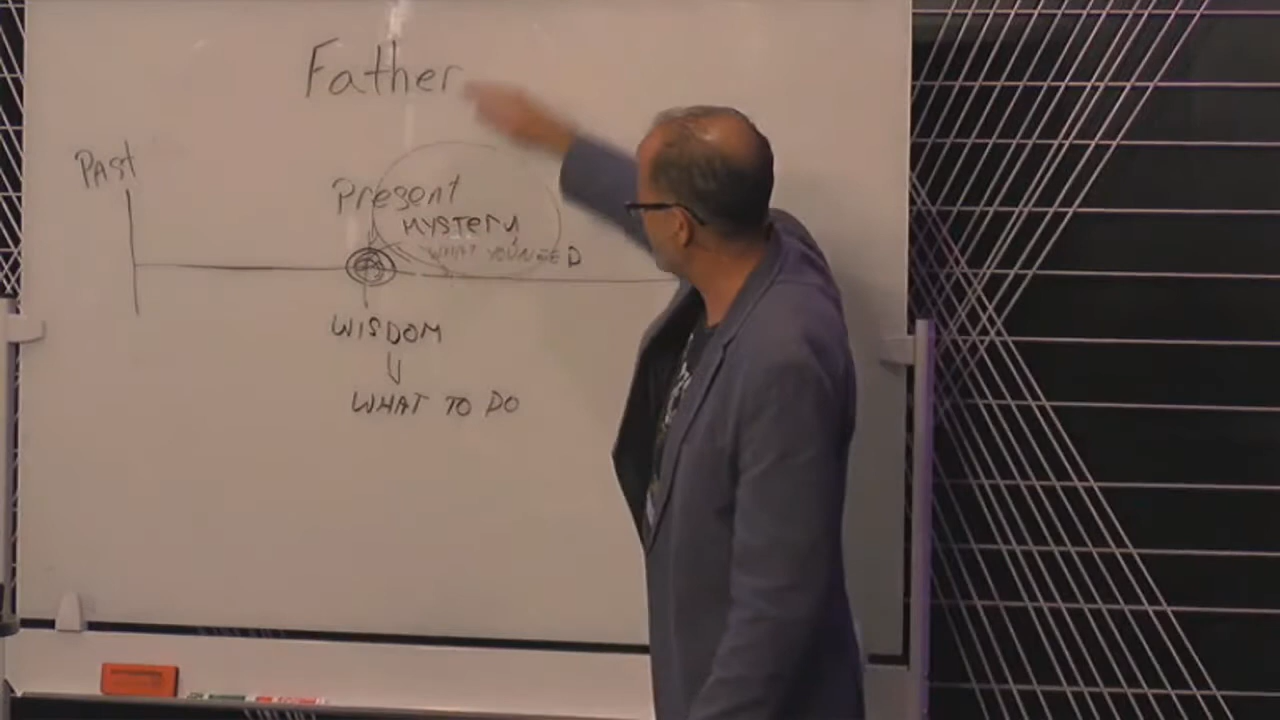 Father
Past
Present
MYSTERY
WHAT YOU NEED
WISDOM
WHAT TO DO